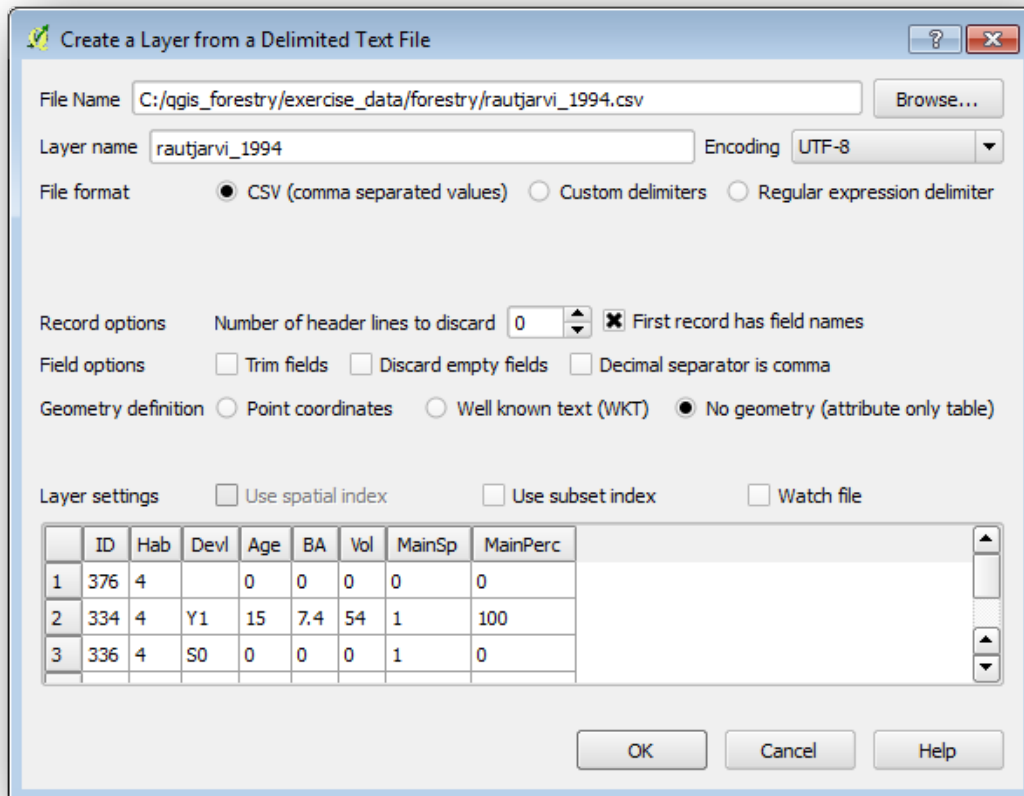 Create a Layer from a Delimited Text File
File Name C:/qgis_forestry/exercise_data/forestry/rautjarvi_1994.csv Browse...
Layer name rautjarvi_1994 Encoding UTF-8
File format CSV (comma separated values) Custom delimiters Regular expression delimiter
Record options Number of header lines to discard 0 First record has field names
Field options Trim fields Discard empty fields Decimal separator is comma
Geometry definition Point coordinates Well known text (WKT) No geometry (attribute only table)
Layer settings Use spatial index Use subset index Watch file
ID Hab Devl Age BA Vol MainSp MainPerc
1 376 4 0 0 0 0 0
2 334 4 Y1 15 7.4 54 1 100
3 336 4 S0 0 0 0 1 0
OK Cancel Help